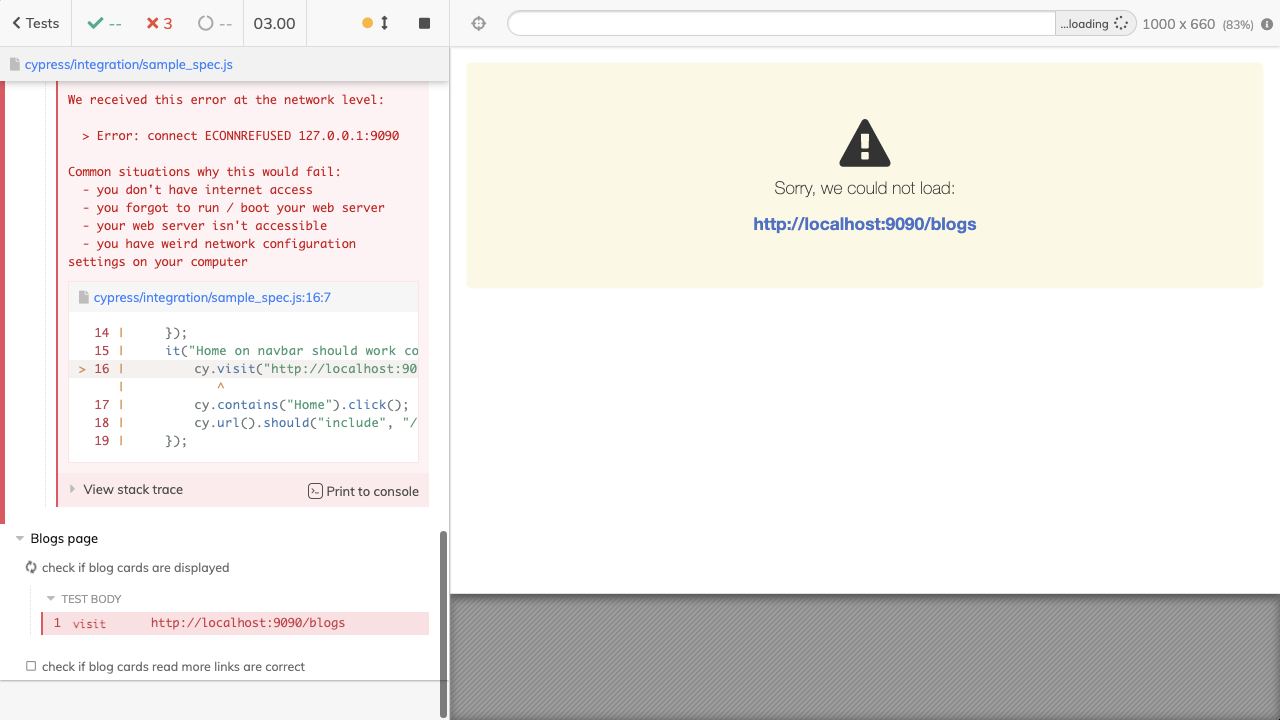 Tests -- 3 -- 03.00
...loading 1000 x 660 (83%)
cypress/integration/sample_spec.js
We received this error at the network level:
> Error: connect ECONNREFUSED 127.0.0.1:9090
Common situations why this would fail:
- you don't have internet access
- you forgot to run / boot your web server
- your web server isn't accessible
- you have weird network configuration
settings on your computer
cypress/integration/sample_spec.js:16:7
14 | });
15 | it("Home on navbar should work co
> 16 | cy.visit("http://localhost:90
| ^
17 | cy.contains("Home").click();
18 | cy.url().should("include", "/
19 | });
View stack trace
Print to console
Blogs page
check if blog cards are displayed
TEST BODY
1 visit http://localhost:9090/blogs
check if blog cards read more links are correct
Sorry, we could not load:
http://localhost:9090/blogs